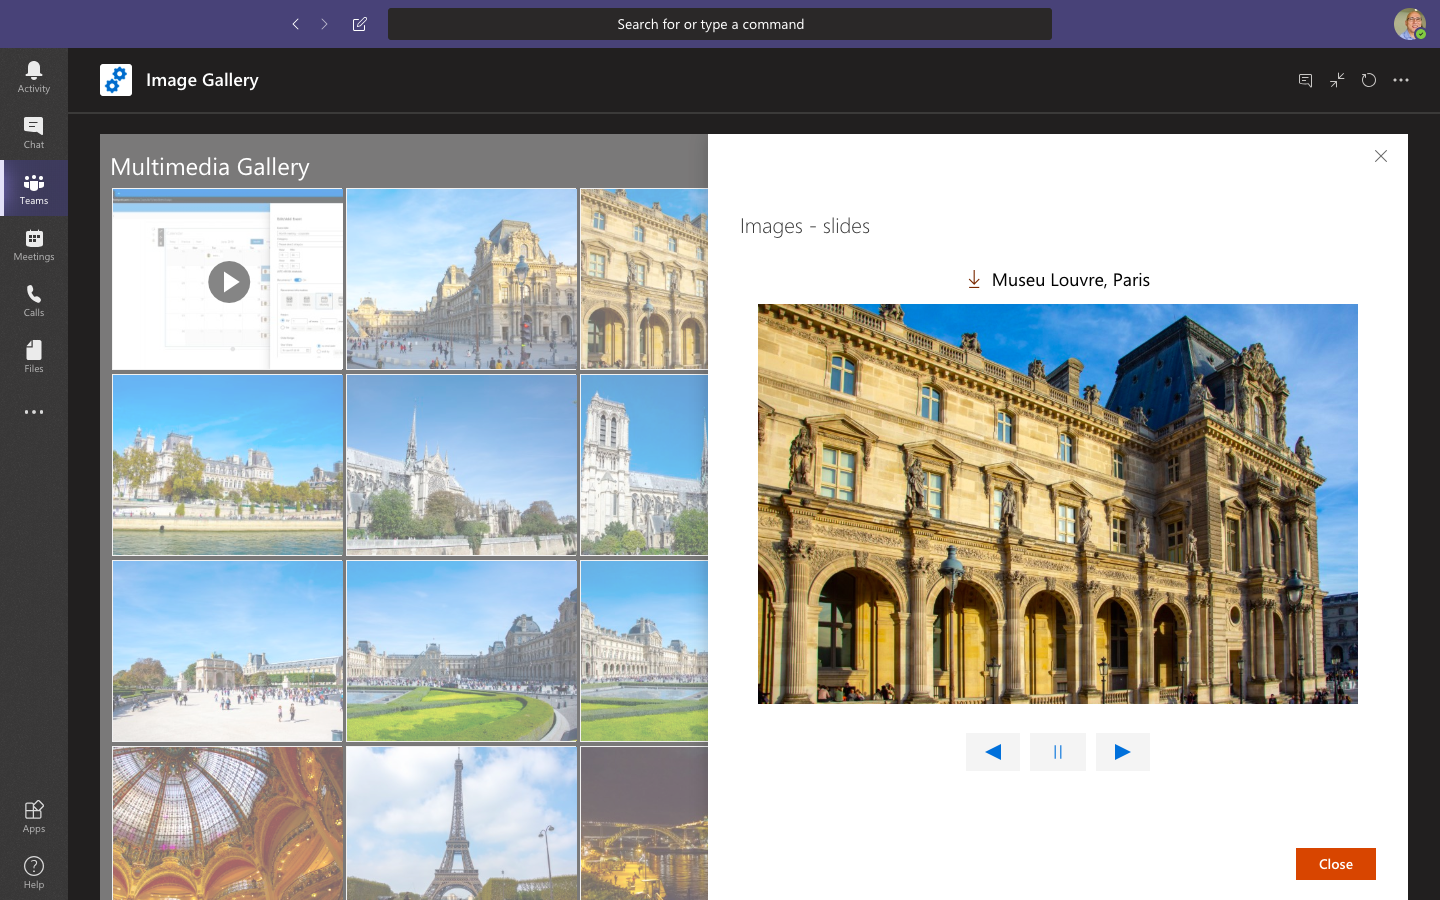 Search for or type a command
Activity
Chat
Teams
Meetings
Calls
Files
Apps
Help
Image Gallery
Multimedia Gallery
Images - slides
Museu Louvre, Paris
Close